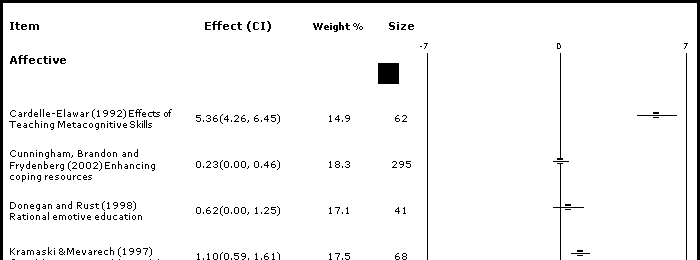 Item Effect (CI) Weight % Size
-7 0 7
Affective
Cardelle-Elawar (1992) Effects of
Teaching Metacognitive Skills 5.36(4.26, 6.45) 14.9 62
Cunningham, Brandon and
Frydenberg (2002) Enhancing
coping resources 0.23(0.00, 0.46) 18.3 295
Donegan and Rust (1998)
Rational emotive education 0.62(0.00, 1.25) 17.1 41
Kramaski &Mevarech (1997)
1.10(0.59, 1.61) 17.5 68